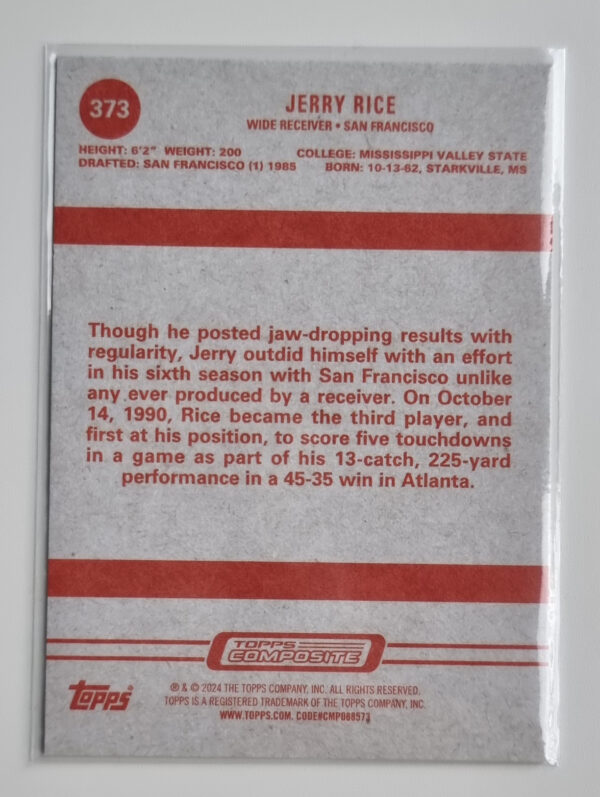 373
JERRY RICE
WIDE RECEIVER • SAN FRANCISCO
HEIGHT: 6'2" WEIGHT: 200
DRAFTED: SAN FRANCISCO (1) 1985
COLLEGE: MISSISSIPPI VALLEY STATE
BORN: 10-13-62, STARKVILLE, MS
Though he posted jaw-dropping results with
regularity, Jerry outdid himself with an effort
in his sixth season with San Francisco unlike
any ever produced by a receiver. On October
14, 1990, Rice became the third player, and
first at his position, to score five touchdowns
in a game as part of his 13-catch, 225-yard
performance in a 45-35 win in Atlanta.
TOPPS
COMPOSITE
topps
® & © 2024 THE TOPPS COMPANY, INC. ALL RIGHTS RESERVED.
TOPPS IS A REGISTERED TRADEMARK OF THE TOPPS COMPANY, INC.
WWW.TOPPS.COM. CODE#CMP088573